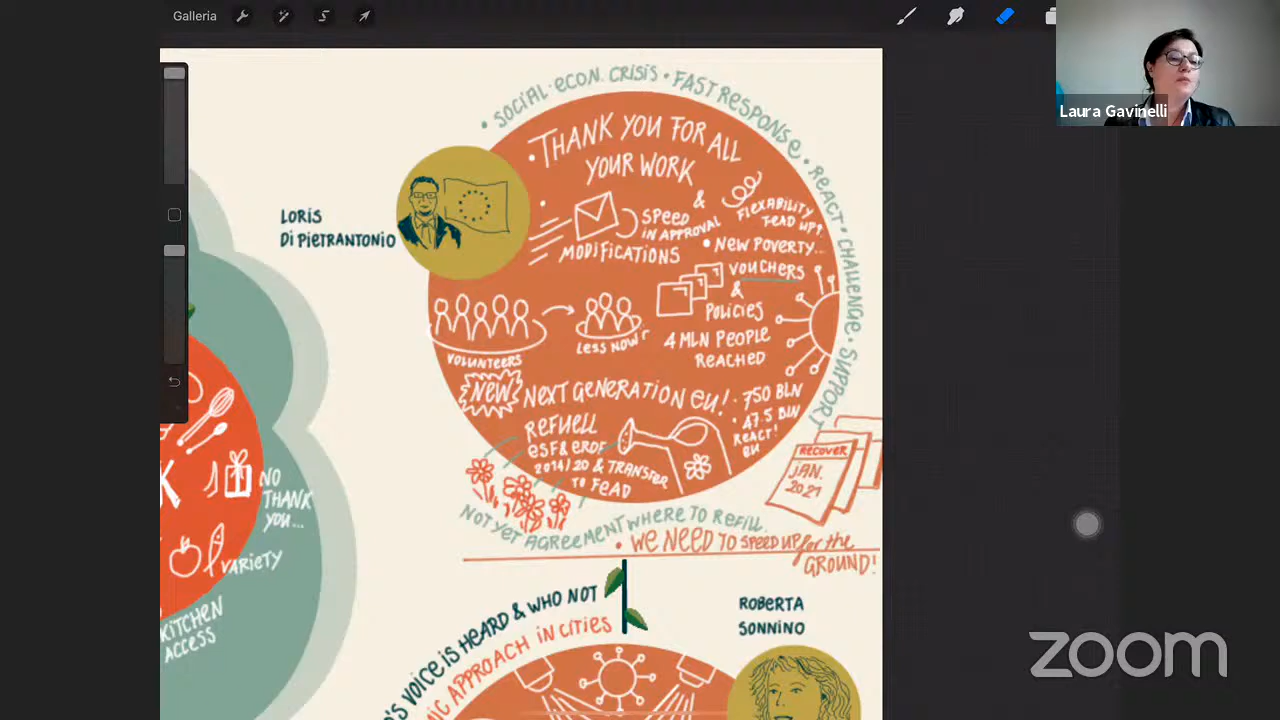 Galleria
Laura Gavinelli
• SOCIAL-ECON. CRISIS • FAST RESPONSE • REACT • CHALLENGE • SUPPORT
• THANK YOU FOR ALL
YOUR WORK
LORIS
DI PIETRANTONIO
&
SPEED
IN APPROVAL
MODIFICATIONS
FLEXABILITY
FEAD UP?
• NEW POVERTY...
VOUCHERS
&
POLICIES
4 MLN PEOPLE
REACHED
VOLUNTEERS
LESS NOW
NEW NEXT GENERATION EU!
• 750 BLN
• 47.5 BLN
REACT!
EU
REFUELL
ESF & ERDF
2014/20 & TRANSFER
TO FEAD
RECOVER
JAN.
2021
NOT YET AGREEMENT WHERE TO REFILL.
• WE NEED TO SPEED UP for the
GROUND!
NO
THANK
YOU...
VARIETY
KITCHEN
ACCESS
'S VOICE IS HEARD & WHO NOT
IC APPROACH IN CITIES
ROBERTA
SONNINO
zoom